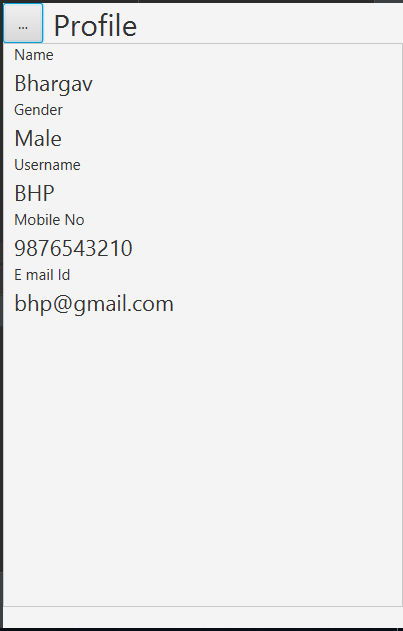 ... Profile
Name
Bhargav
Gender
Male
Username
BHP
Mobile No
9876543210
E mail Id
bhp@gmail.com